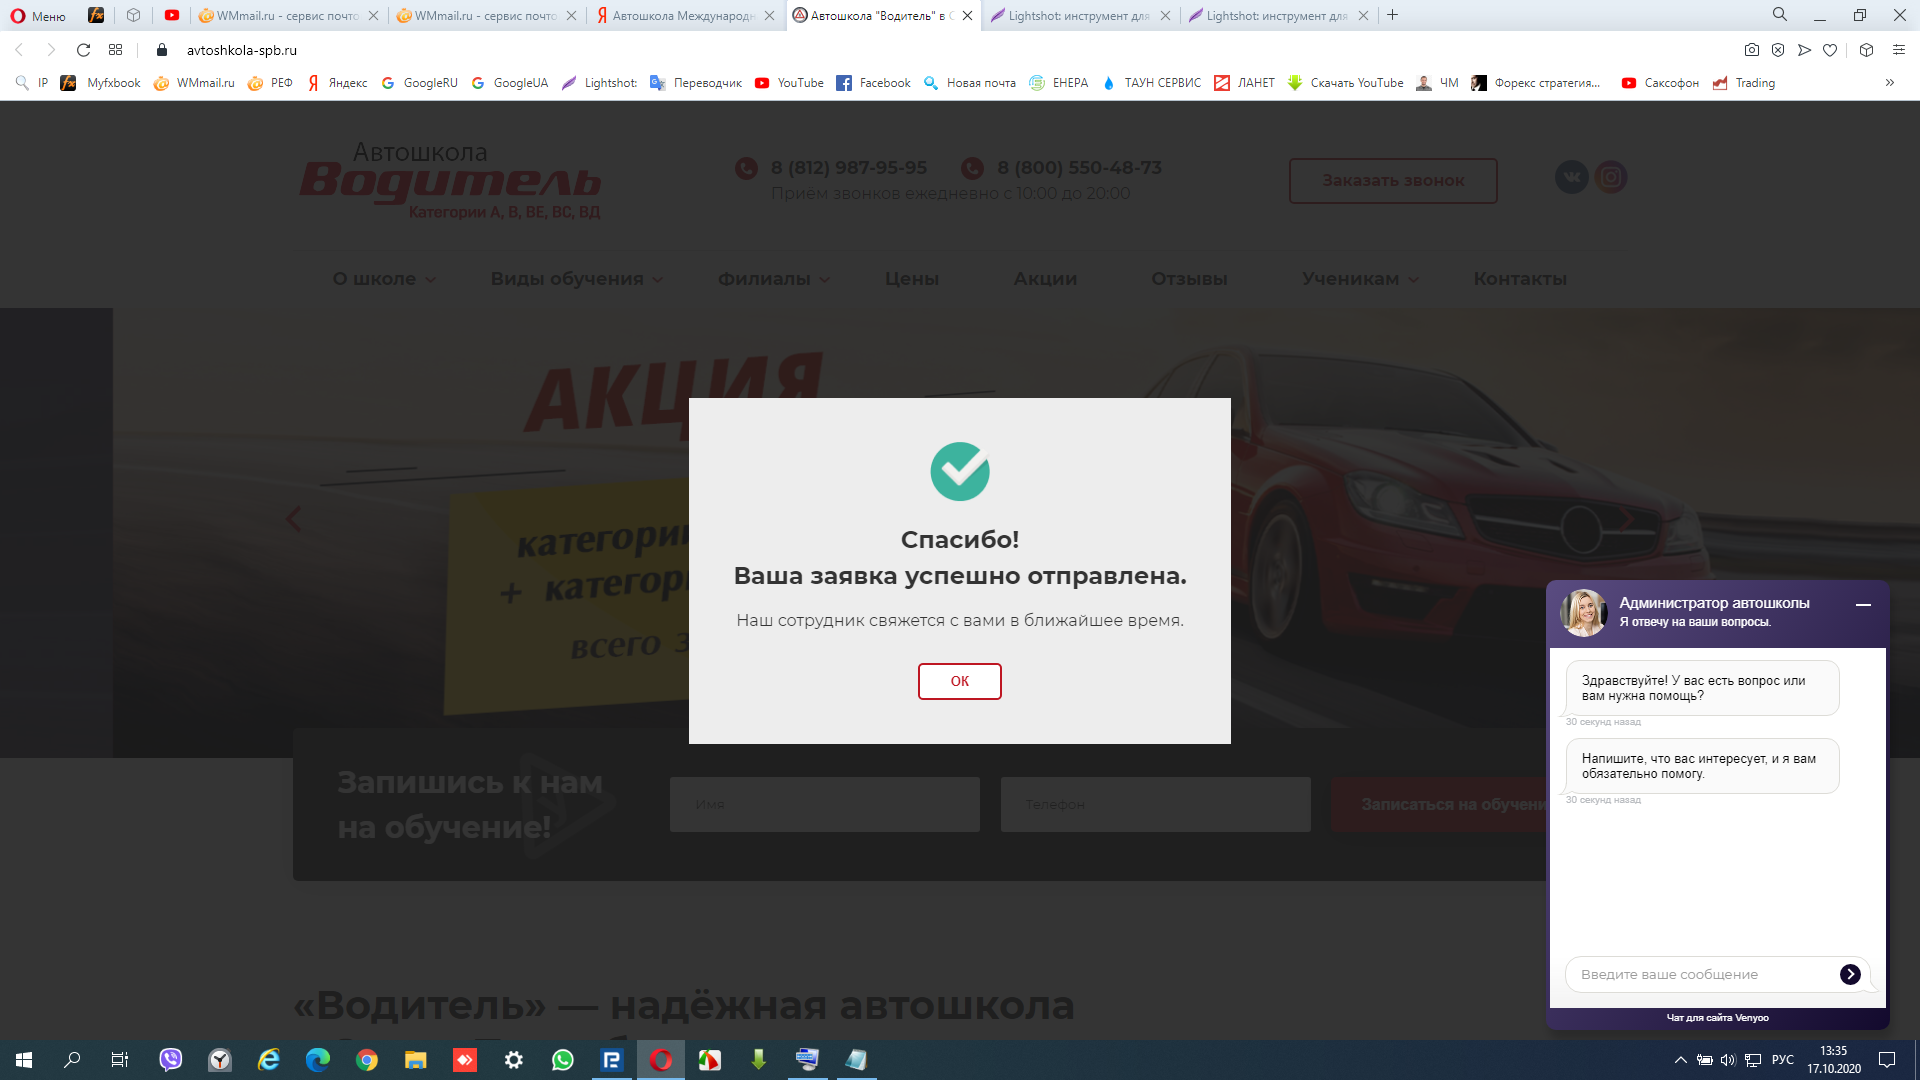 Меню
WMmail.ru - сервис почто
WMmail.ru - сервис почто
Автошкола Международн
Автошкола "Водитель" в С
Lightshot: инструмент для
Lightshot: инструмент для
avtoshkola-spb.ru
IP
Myfxbook
WMmail.ru
РЕФ
Яндекс
GoogleRU
GoogleUA
Lightshot:
Переводчик
YouTube
Facebook
Новая почта
ЕНЕРА
ТАУН СЕРВИС
ЛАНЕТ
Скачать YouTube
ЧМ
Форекс стратегия...
Саксофон
Trading
»
Автошкола
Водитель
Категории А, В, ВЕ, ВС, ВД
8 (812) 987-95-95
8 (800) 550-48-73
Прием звонков ежедневно с 10:00 до 20:00
Заказать звонок
О школе
Виды обучения
Филиалы
Цены
Акции
Отзывы
Ученикам
Контакты
АКЦИЯ
категори
+ категор
всего
Спасибо!
Ваша заявка успешно отправлена.
Наш сотрудник свяжется с вами в ближайшее время.
ОК
Запишись к нам
на обучение!
Имя
Телефон
Записаться на обучени
Администратор автошколы
Я отвечу на ваши вопросы.
Здравствуйте! У вас есть вопрос или
вам нужна помощь?
30 секунд назад
Напишите, что вас интересует, и я вам
обязательно помогу.
30 секунд назад
Введите ваше сообщение
Чат для сайта Venyoo
«Водитель» — надёжная автошкола
РУС
13:35
17.10.2020